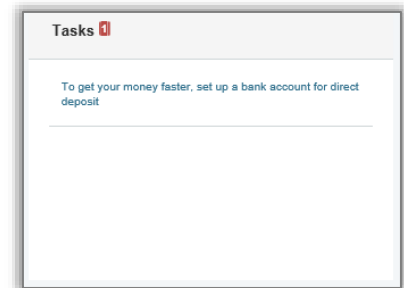 Tasks 1
To get your money faster, set up a bank account for direct
deposit